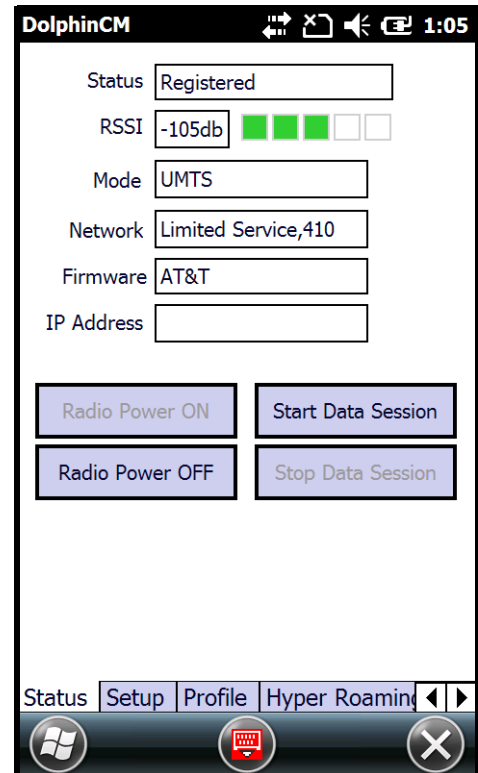 DolphinCM 1:05
Status Registered
RSSI -105db
Mode UMTS
Network Limited Service,410
Firmware AT&T
IP Address
Radio Power ON Start Data Session
Radio Power OFF Stop Data Session
Status Setup Profile Hyper Roaming